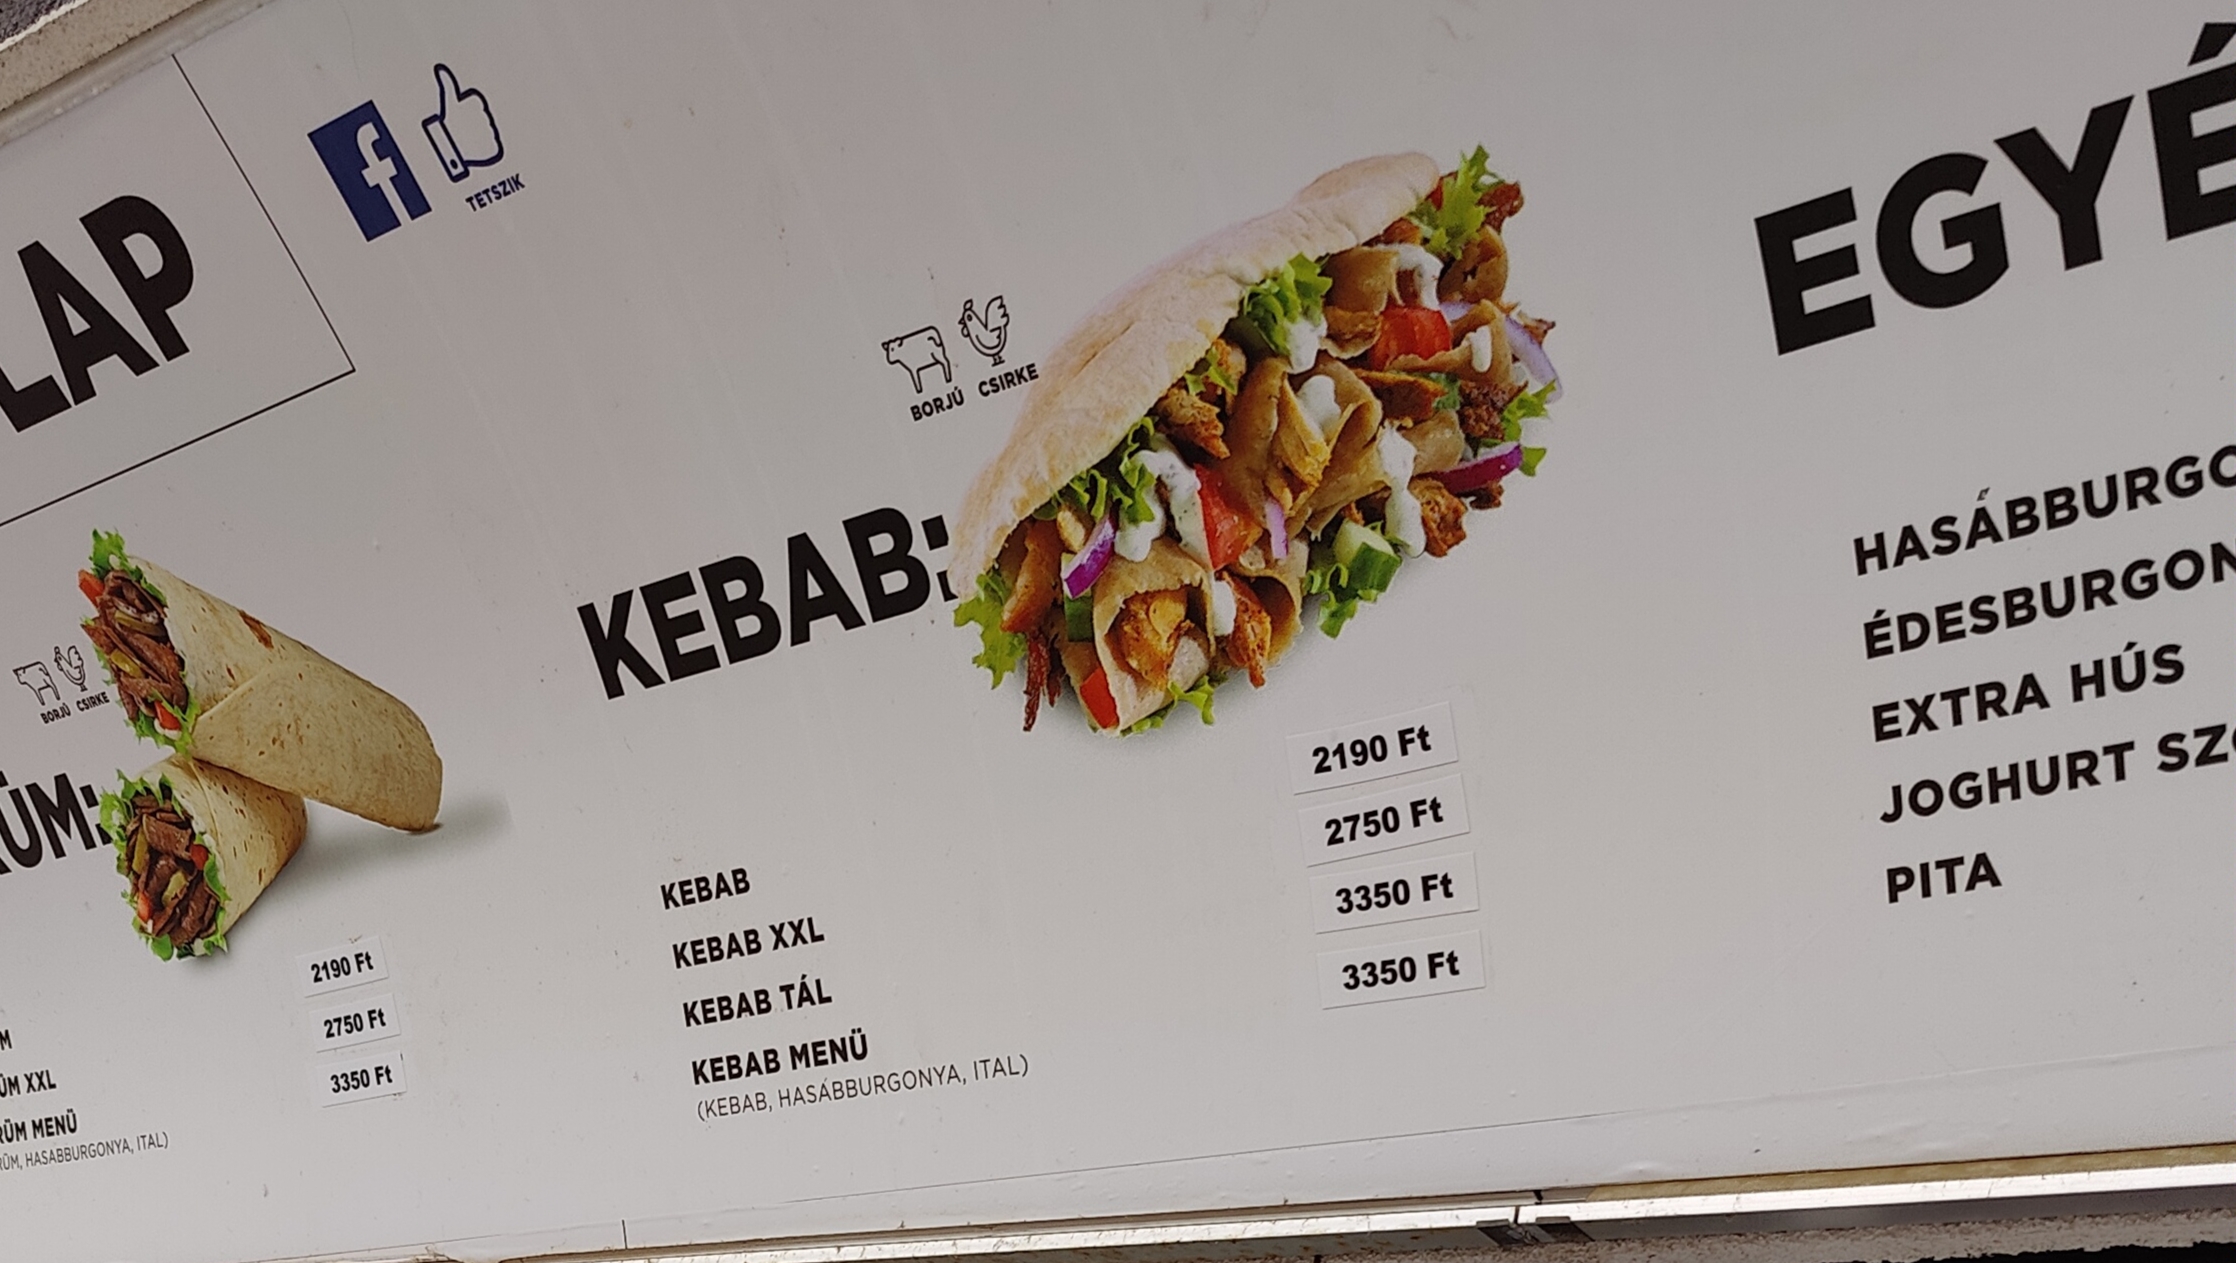 LAP
f
TETSZIK
BORJÚ CSIRKE
ÜM:
2190 Ft
ÜM XXL 2750 Ft
RÜM MENÜ 3350 Ft
RÜM, HASÁBBURGONYA, ITAL)
BORJÚ CSIRKE
KEBAB:
KEBAB 2190 Ft
KEBAB XXL 2750 Ft
KEBAB TÁL 3350 Ft
KEBAB MENÜ 3350 Ft
(KEBAB, HASÁBBURGONYA, ITAL)
EGYÉ
HASÁBBURGO
ÉDESBURGON
EXTRA HÚS
JOGHURT SZ
PITA